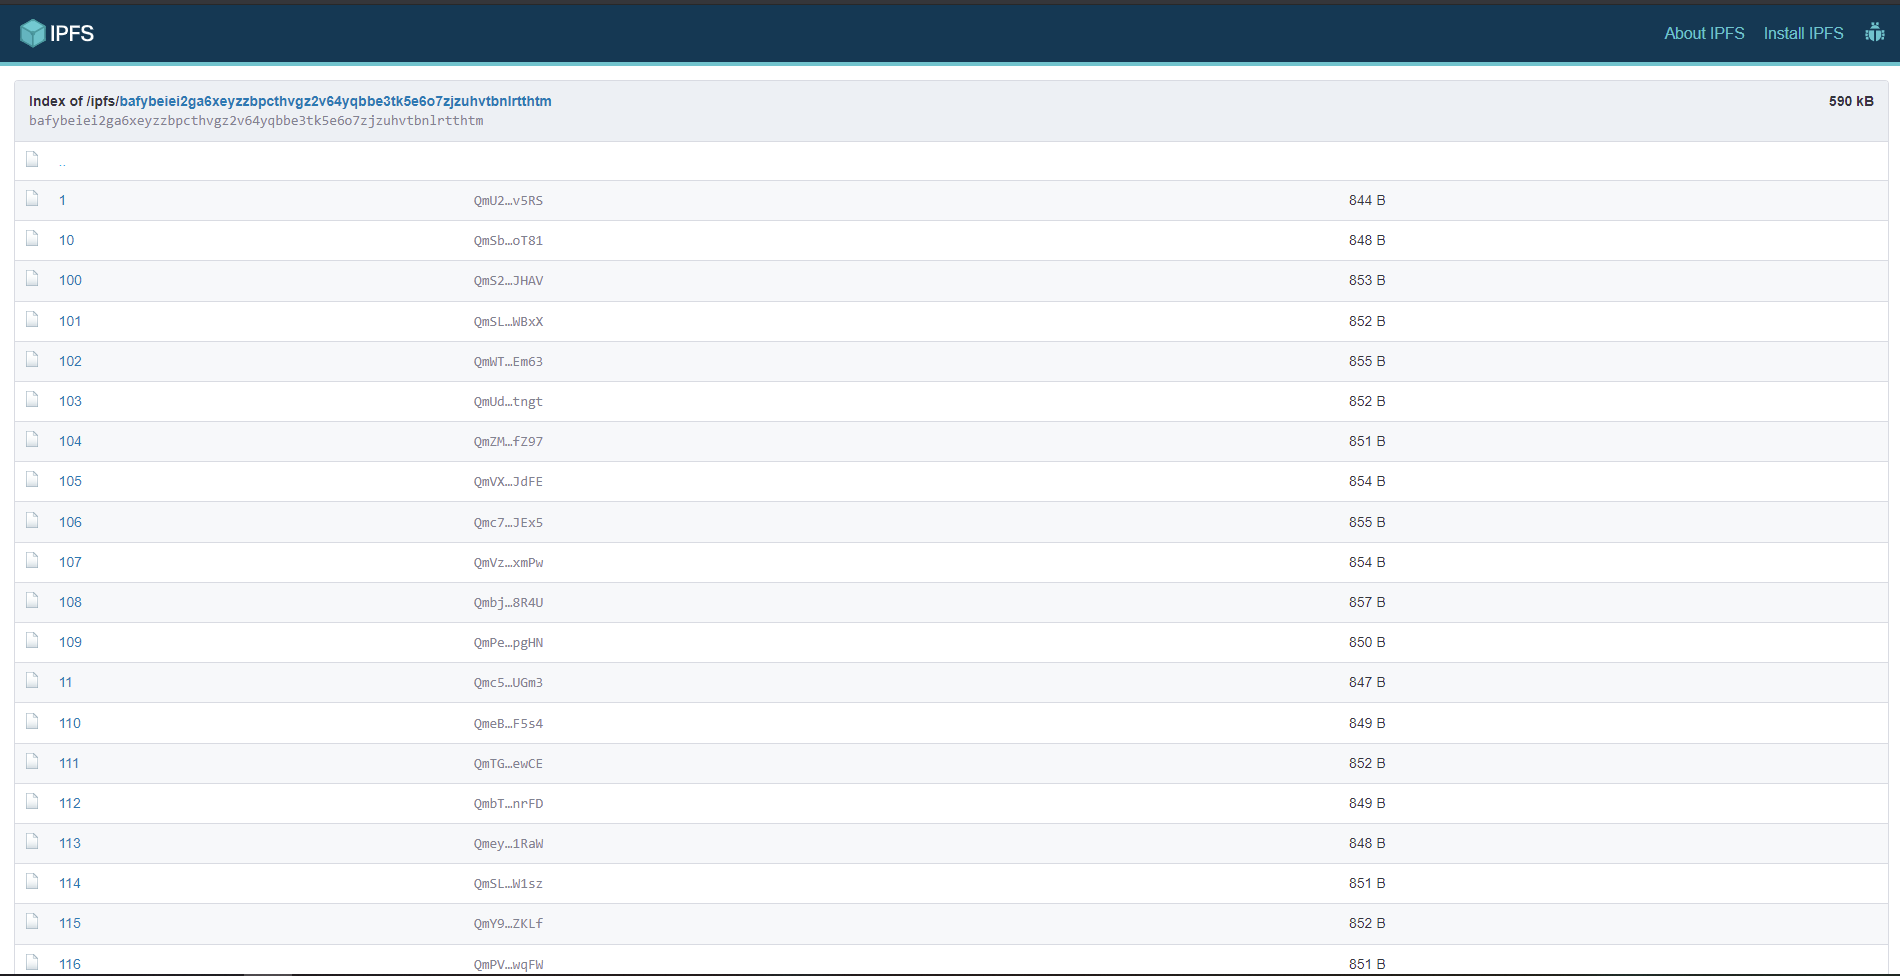 IPFS
About IPFS Install IPFS
Index of /ipfs/bafybeiei2ga6xeyzzbpcthvgz2v64yqbbe3tk5e6o7zjzuhvtbnlrtthtm 590 kB
bafybeiei2ga6xeyzzbpcthvgz2v64yqbbe3tk5e6o7zjzuhvtbnlrtthtm
..
1 QmU2…v5RS 844 B
10 QmSb…oT81 848 B
100 QmS2…JHAV 853 B
101 QmSL…WBxX 852 B
102 QmWT…Em63 855 B
103 QmUd…tngt 852 B
104 QmZM…fZ97 851 B
105 QmVX…JdFE 854 B
106 Qmc7…JEx5 855 B
107 QmVz…xmPw 854 B
108 Qmbj…8R4U 857 B
109 QmPe…pgHN 850 B
11 Qmc5…UGm3 847 B
110 QmeB…F5s4 849 B
111 QmTG…ewCE 852 B
112 QmbT…nrFD 849 B
113 Qmey…1RaW 848 B
114 QmSL…W1sz 851 B
115 QmY9…ZKLf 852 B
116 QmPV…wqFW 851 B